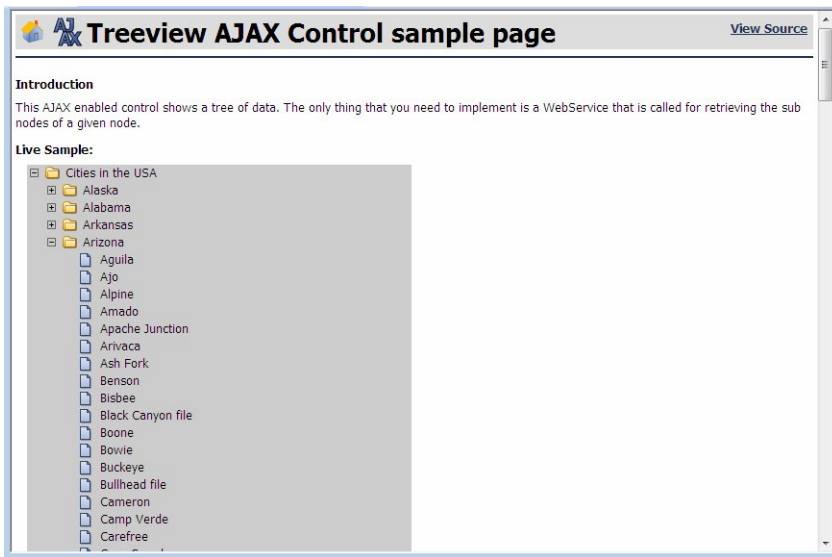 AJAX Treeview AJAX Control sample page
View Source
Introduction
This AJAX enabled control shows a tree of data. The only thing that you need to implement is a WebService that is called for retrieving the sub
nodes of a given node.
Live Sample:
Cities in the USA
Alaska
Alabama
Arkansas
Arizona
Aguila
Ajo
Alpine
Amado
Apache Junction
Arivaca
Ash Fork
Benson
Bisbee
Black Canyon file
Boone
Bowie
Buckeye
Bullhead file
Cameron
Camp Verde
Carefree